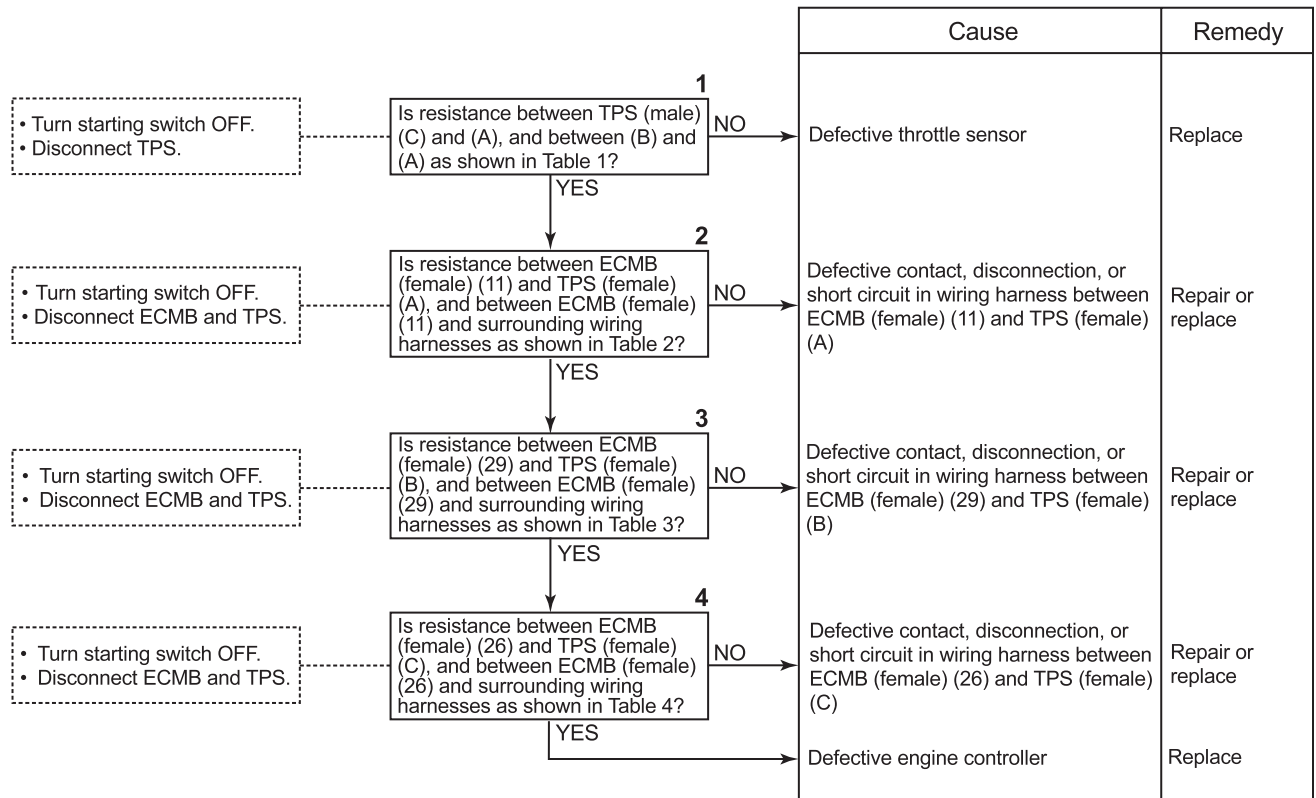 Cause
Remedy
1
• Turn starting switch OFF.
• Disconnect TPS.
Is resistance between TPS (male)
(C) and (A), and between (B) and
(A) as shown in Table 1?
NO
Defective throttle sensor
Replace
YES
2
• Turn starting switch OFF.
• Disconnect ECMB and TPS.
Is resistance between ECMB
(female) (11) and TPS (female)
(A), and between ECMB (female)
(11) and surrounding wiring
harnesses as shown in Table 2?
NO
Defective contact, disconnection, or
short circuit in wiring harness between
ECMB (female) (11) and TPS (female)
(A)
Repair or
replace
YES
3
• Turn starting switch OFF.
• Disconnect ECMB and TPS.
Is resistance between ECMB
(female) (29) and TPS (female)
(B), and between ECMB (female)
(29) and surrounding wiring
harnesses as shown in Table 3?
NO
Defective contact, disconnection, or
short circuit in wiring harness between
ECMB (female) (29) and TPS (female)
(B)
Repair or
replace
YES
4
• Turn starting switch OFF.
• Disconnect ECMB and TPS.
Is resistance between ECMB
(female) (26) and TPS (female)
(C), and between ECMB (female)
(26) and surrounding wiring
harnesses as shown in Table 4?
NO
Defective contact, disconnection, or
short circuit in wiring harness between
ECMB (female) (26) and TPS (female)
(C)
Repair or
replace
YES
Defective engine controller
Replace